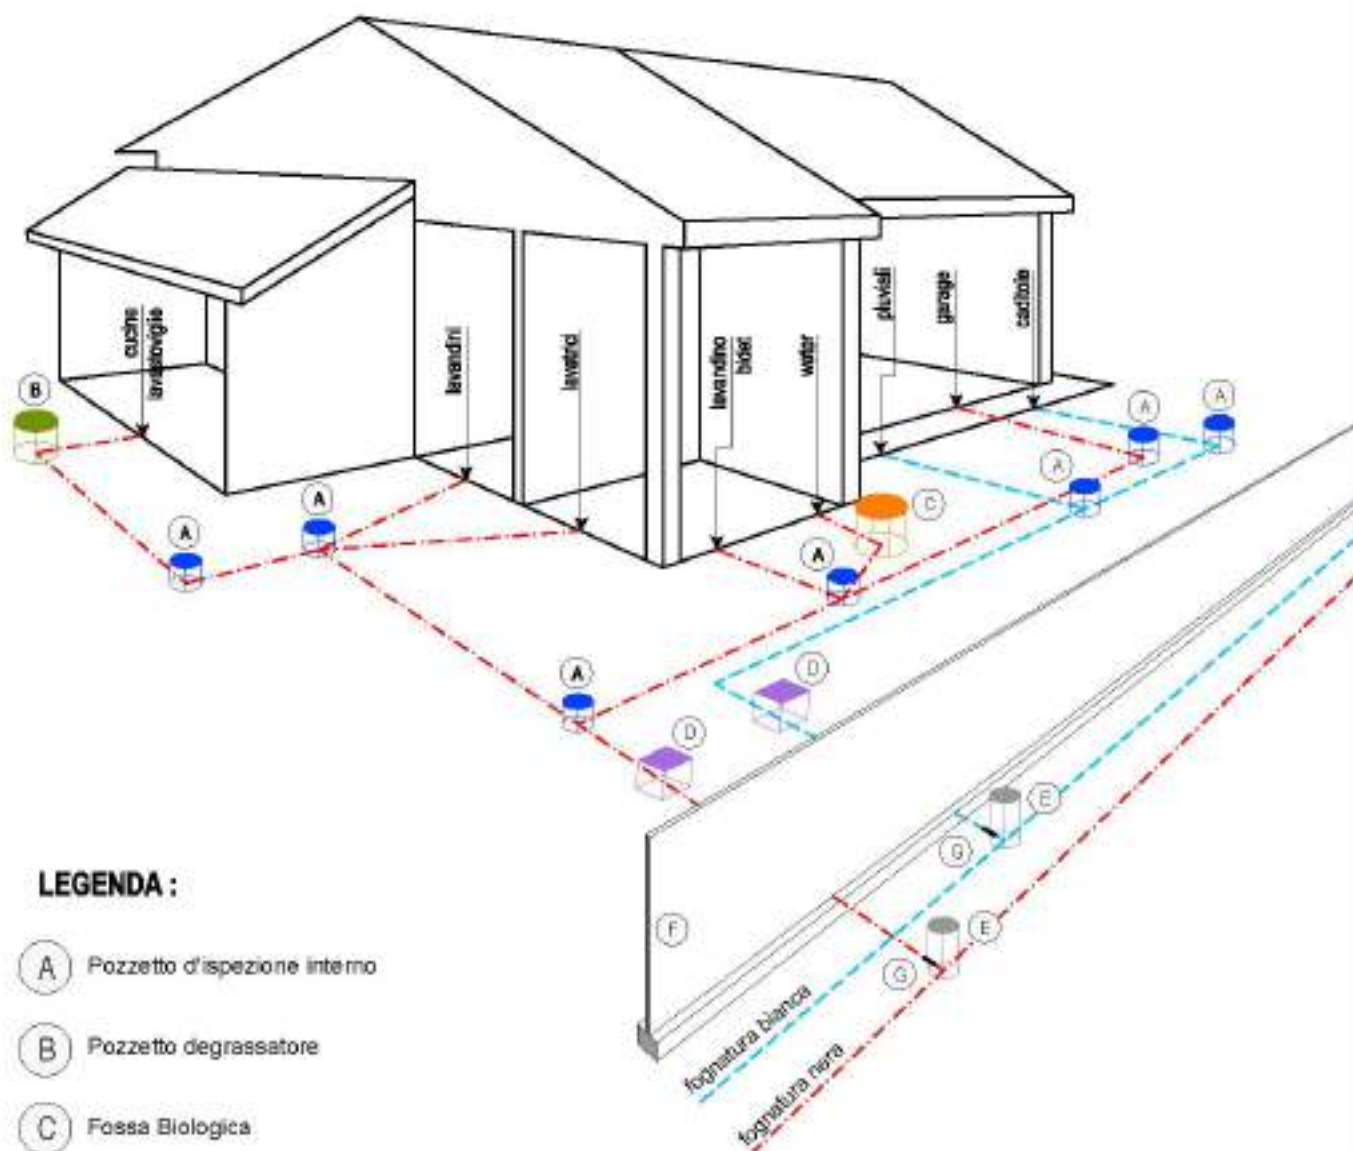 cucine
lavastoviglie
lavandini
lavatrici
lavandino
bidet
water
pluviali
garage
caditoie
B
A
A
A
A
A
A
A
C
D
D
E
G
E
G
F
fognatura bianca
fognatura nera
LEGENDA :
A Pozzetto d'ispezione interno
B Pozzetto degrassatore
C Fossa Biologica